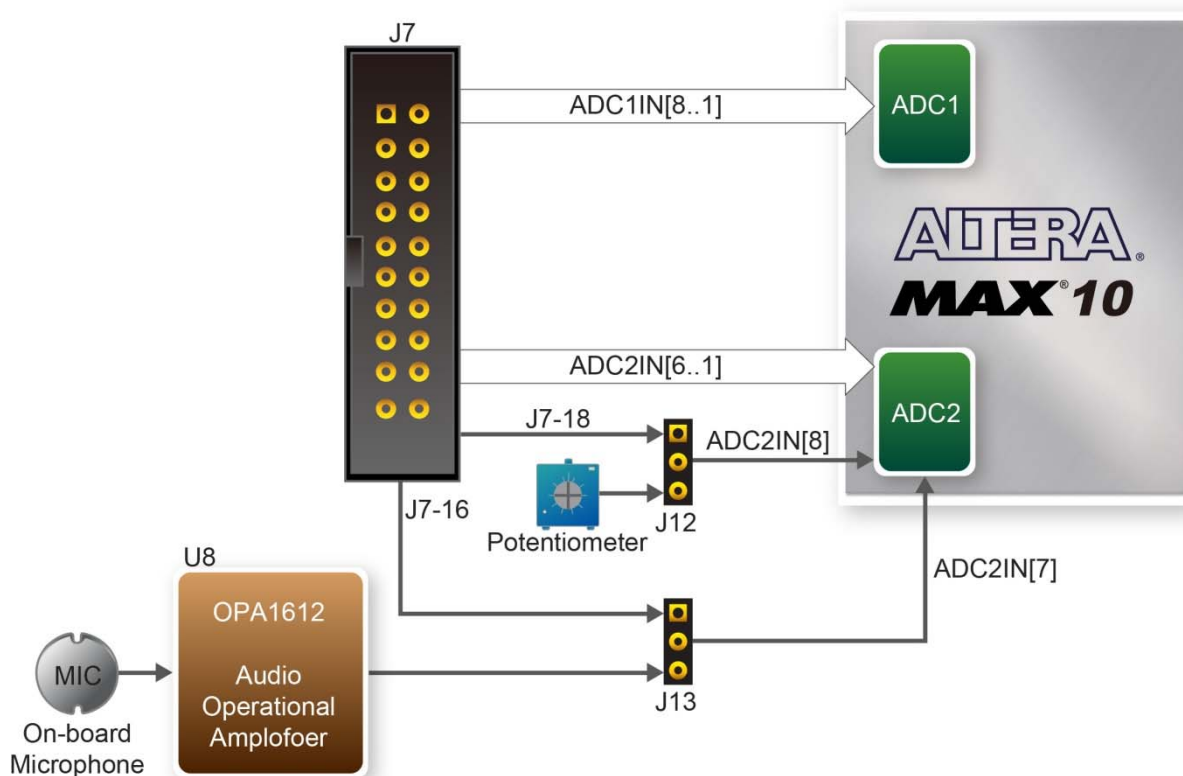 J7
ADC1IN[8..1]
ADC1
ALTERA®
MAX® 10
ADC2IN[6..1]
ADC2
J7-18
ADC2IN[8]
J7-16
J12
Potentiometer
U8
ADC2IN[7]
OPA1612
Audio
Operational
Amplofoer
MIC
J13
On-board
Microphone